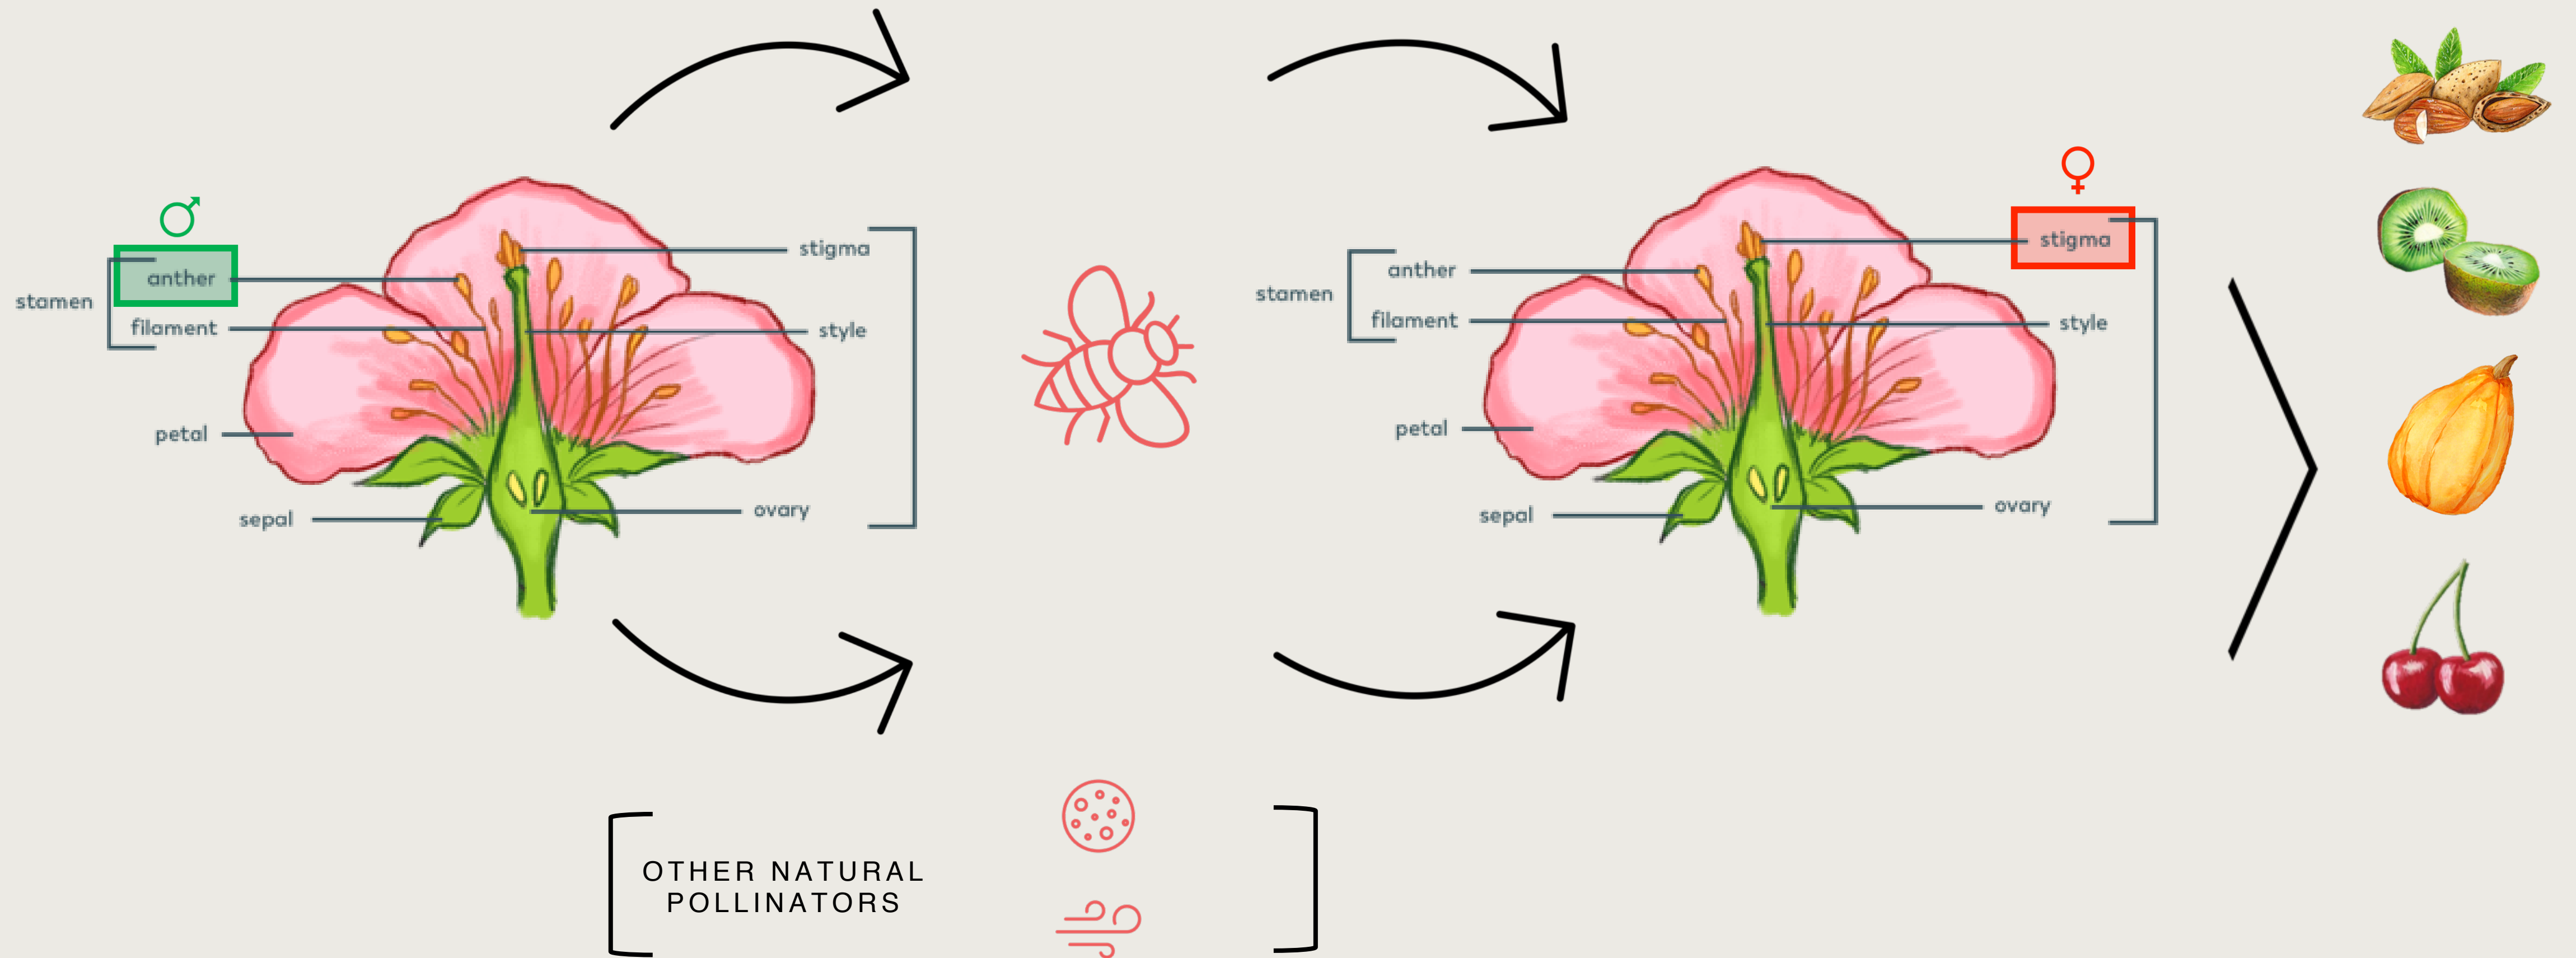 stigma
anther
stamen
filament
style
petal
ovary
sepal
stigma
anther
stamen
filament
style
petal
ovary
sepal
OTHER NATURAL
POLLINATORS